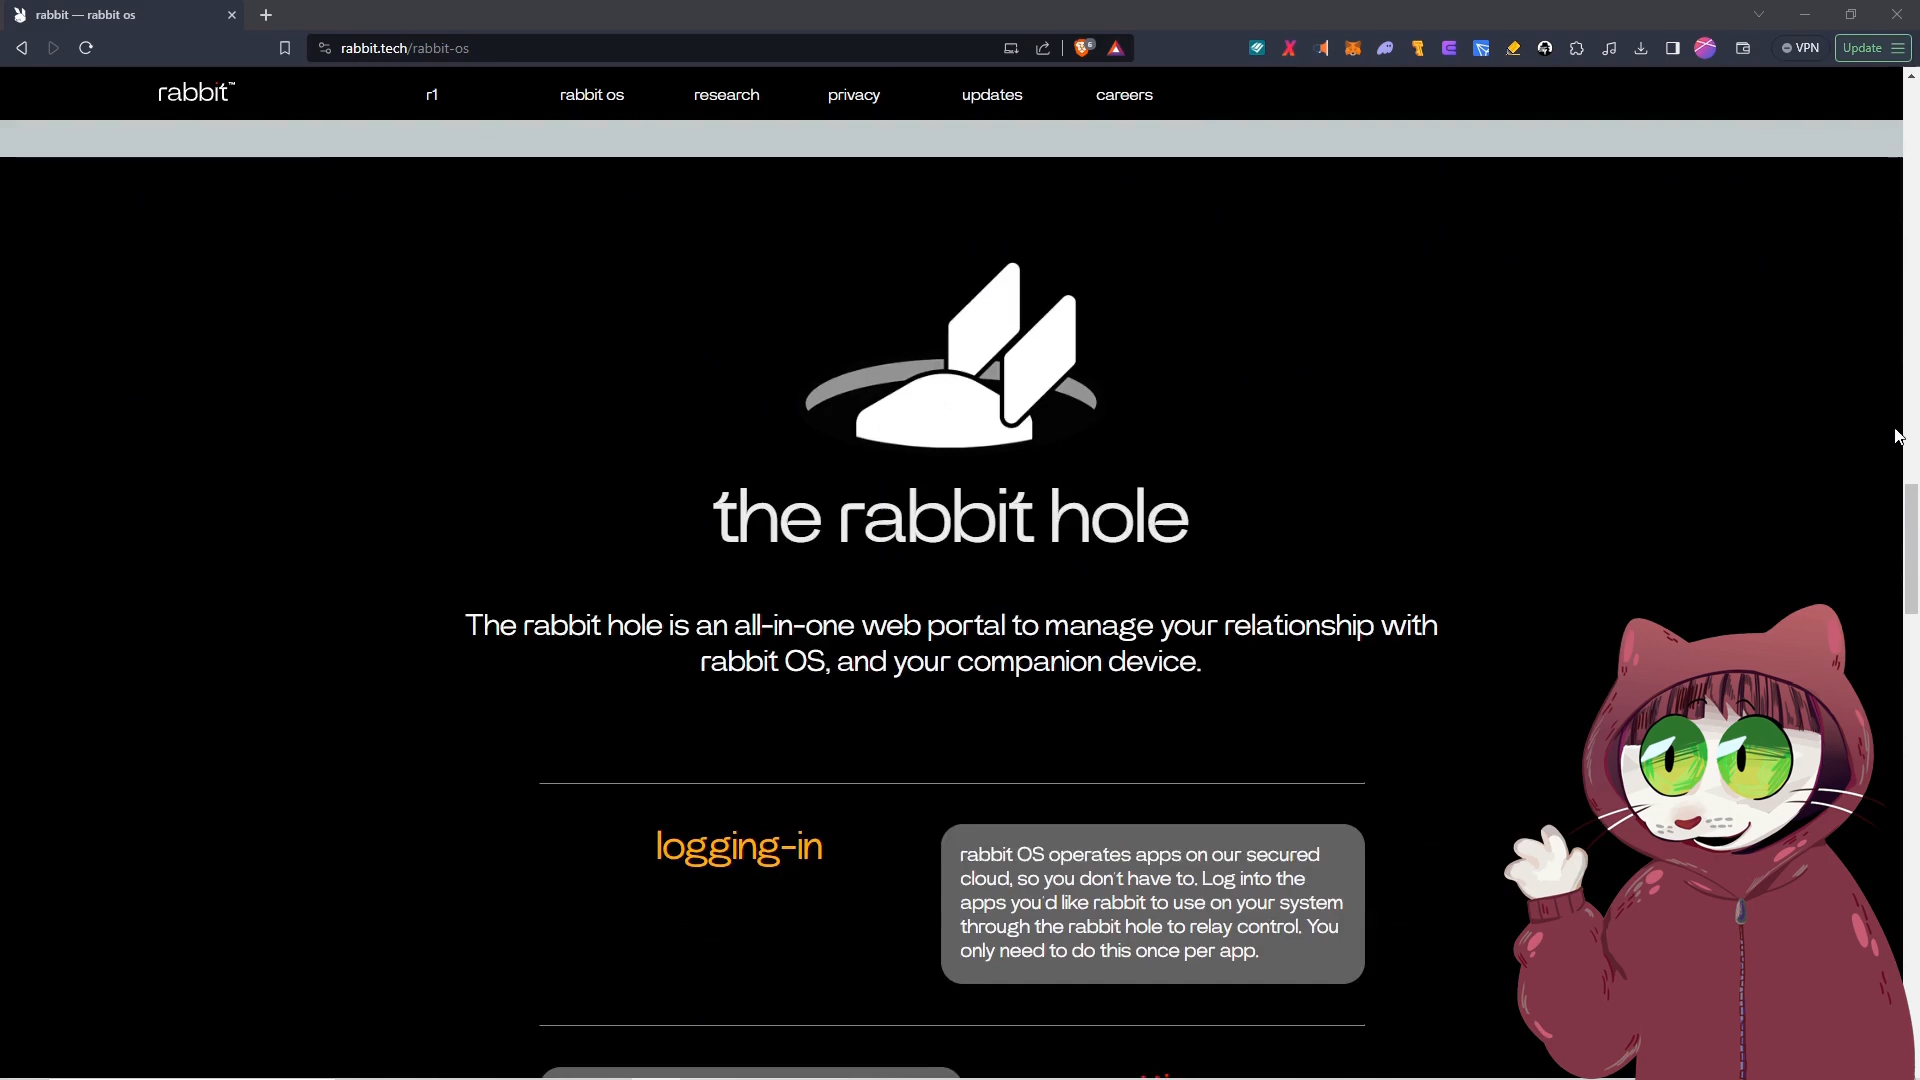 rabbit — rabbit os
rabbit.tech/rabbit-os
6
VPN
Update
rabbit™
r1
rabbit os
research
privacy
updates
careers
the rabbit hole
The rabbit hole is an all-in-one web portal to manage your relationship with
rabbit OS, and your companion device.
logging-in
rabbit OS operates apps on our secured
cloud, so you don't have to. Log into the
apps you'd like rabbit to use on your system
through the rabbit hole to relay control. You
only need to do this once per app.